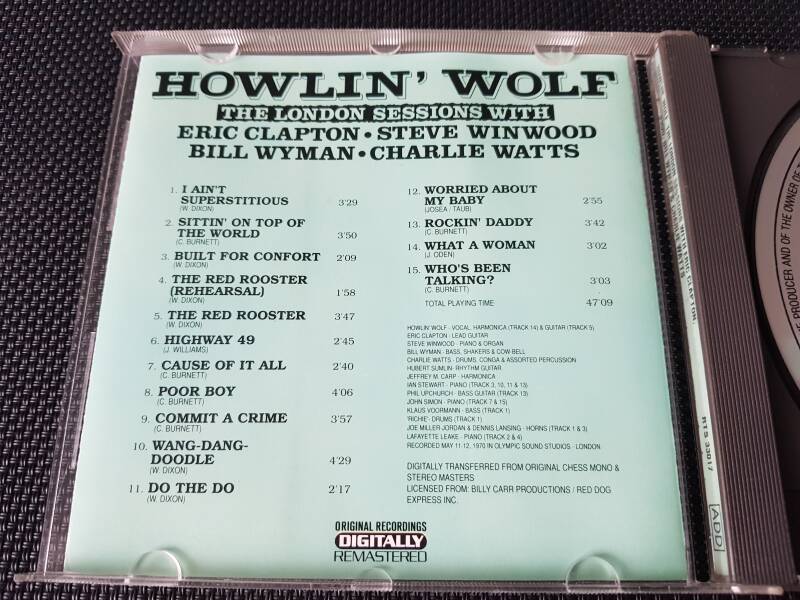 HOWLIN' WOLF
THE LONDON SESSIONS WITH
ERIC CLAPTON • STEVE WINWOOD
BILL WYMAN • CHARLIE WATTS
1. I AIN'T
SUPERSTITIOUS 3'29
(W. DIXON)
2. SITTIN' ON TOP OF
THE WORLD 3'50
(C. BURNETT)
3. BUILT FOR CONFORT 2'09
(W. DIXON)
4. THE RED ROOSTER
(REHEARSAL) 1'58
(W. DIXON)
5. THE RED ROOSTER 3'47
(W. DIXON)
6. HIGHWAY 49 2'45
(J. WILLIAMS)
7. CAUSE OF IT ALL 2'40
(C. BURNETT)
8. POOR BOY 4'06
(C. BURNETT)
9. COMMIT A CRIME 3'57
(C. BURNETT)
10. WANG-DANG-
DOODLE 4'29
(W. DIXON)
11. DO THE DO 2'17
(W. DIXON)
12. WORRIED ABOUT
MY BABY 2'55
(JOSEA / TAUB)
13. ROCKIN' DADDY 3'42
(C. BURNETT)
14. WHAT A WOMAN 3'02
(J. ODEN)
15. WHO'S BEEN
TALKING? 3'03
(C. BURNETT)
TOTAL PLAYING TIME 47'09
HOWLIN' WOLF - VOCAL, HARMONICA (TRACK 14) & GUITAR (TRACK 5)
ERIC CLAPTON - LEAD GUITAR
STEVE WINWOOD - PIANO & ORGAN
BILL WYMAN - BASS, SHAKERS & COW-BELL
CHARLIE WATTS - DRUMS, CONGA & ASSORTED PERCUSSION
HUBERT SUMLIN- RHYTHM GUITAR
JEFFREY M. CARP - HARMONICA
IAN STEWART - PIANO (TRACK 3, 10, 11 & 13)
PHIL UPCHURCH - BASS GUITAR (TRACK 13)
JOHN SIMON - PIANO (TRACK 7 & 15)
KLAUS VOORMANN - BASS (TRACK 1)
'RICHIE'- DRUMS (TRACK 1)
JOE MILLER JORDAN & DENNIS LANSING - HORNS (TRACK 1 & 3)
LAFAYETTE LEAKE - PIANO (TRACK 2 & 4)
RECORDED MAY 11-12, 1970 IN OLYMPIC SOUND STUDIOS - LONDON
DIGITALLY TRANSFERRED FROM ORIGINAL CHESS MONO &
STEREO MASTERS
LICENSED FROM: BILLY CARR PRODUCTIONS / RED DOG
EXPRESS INC.
ORIGINAL RECORDINGS
DIGITALLY
REMASTERED
RTS 33017
ADD
PRODUCER AND OF THE OWNER OF